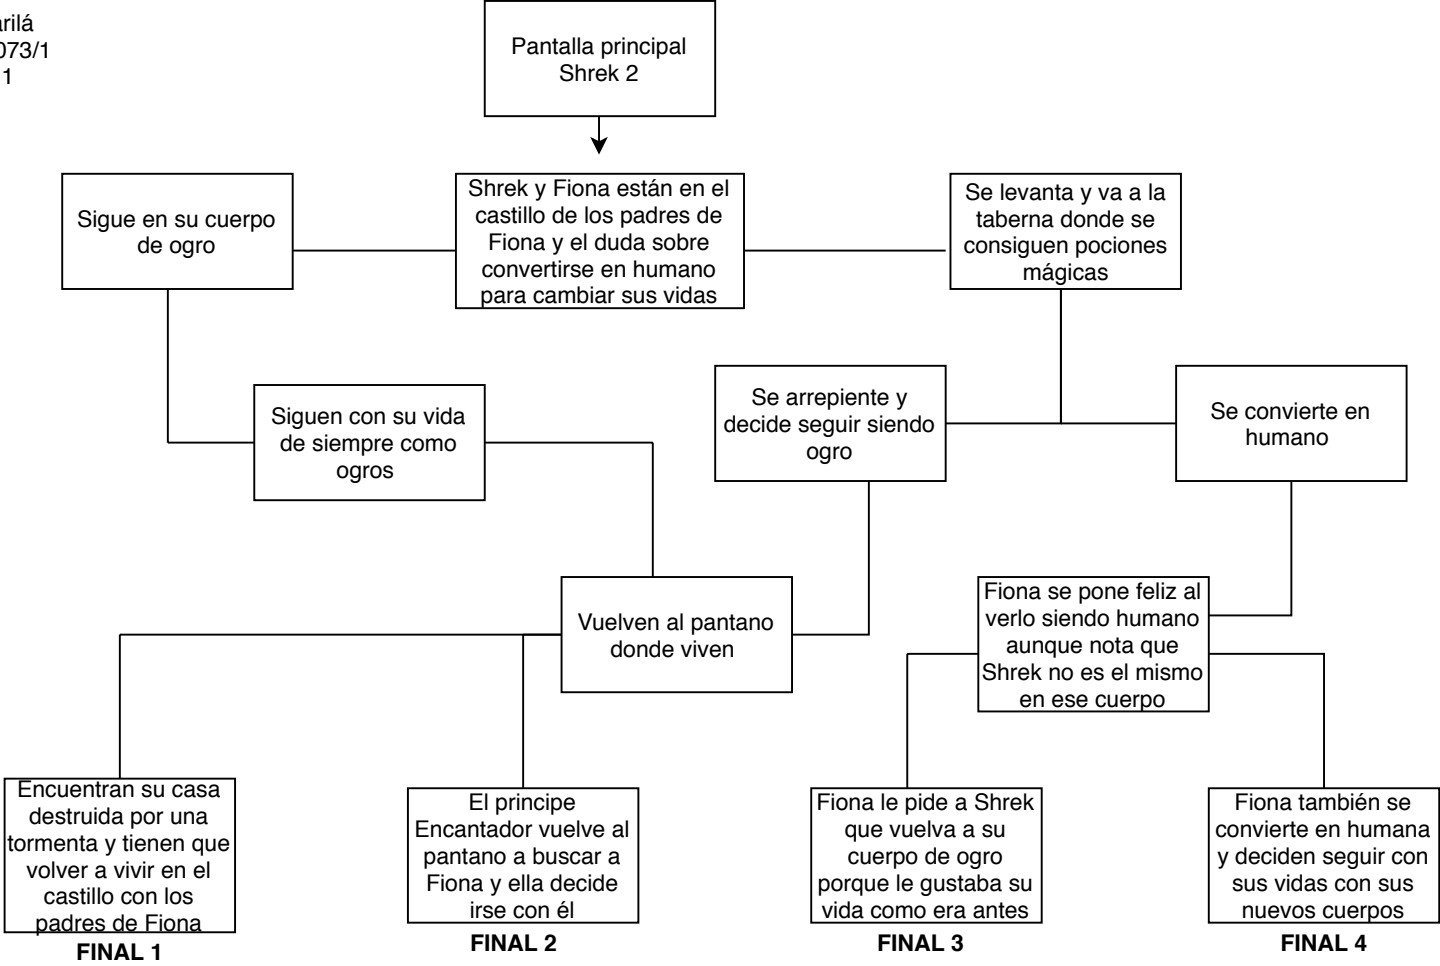 arilá
073/1
1
Pantalla principal
Shrek 2
Sigue en su cuerpo
de ogro
Shrek y Fiona están en el
castillo de los padres de
Fiona y el duda sobre
convertirse en humano
para cambiar sus vidas
Se levanta y va a la
taberna donde se
consiguen pociones
mágicas
Siguen con su vida
de siempre como
ogros
Se arrepiente y
decide seguir siendo
ogro
Se convierte en
humano
Vuelven al pantano
donde viven
Fiona se pone feliz al
verlo siendo humano
aunque nota que
Shrek no es el mismo
en ese cuerpo
Encuentran su casa
destruida por una
tormenta y tienen que
volver a vivir en el
castillo con los
padres de Fiona
FINAL 1
El principe
Encantador vuelve al
pantano a buscar a
Fiona y ella decide
irse con él
FINAL 2
Fiona le pide a Shrek
que vuelva a su
cuerpo de ogro
porque le gustaba su
vida como era antes
FINAL 3
Fiona también se
convierte en humana
y deciden seguir con
sus vidas con sus
nuevos cuerpos
FINAL 4